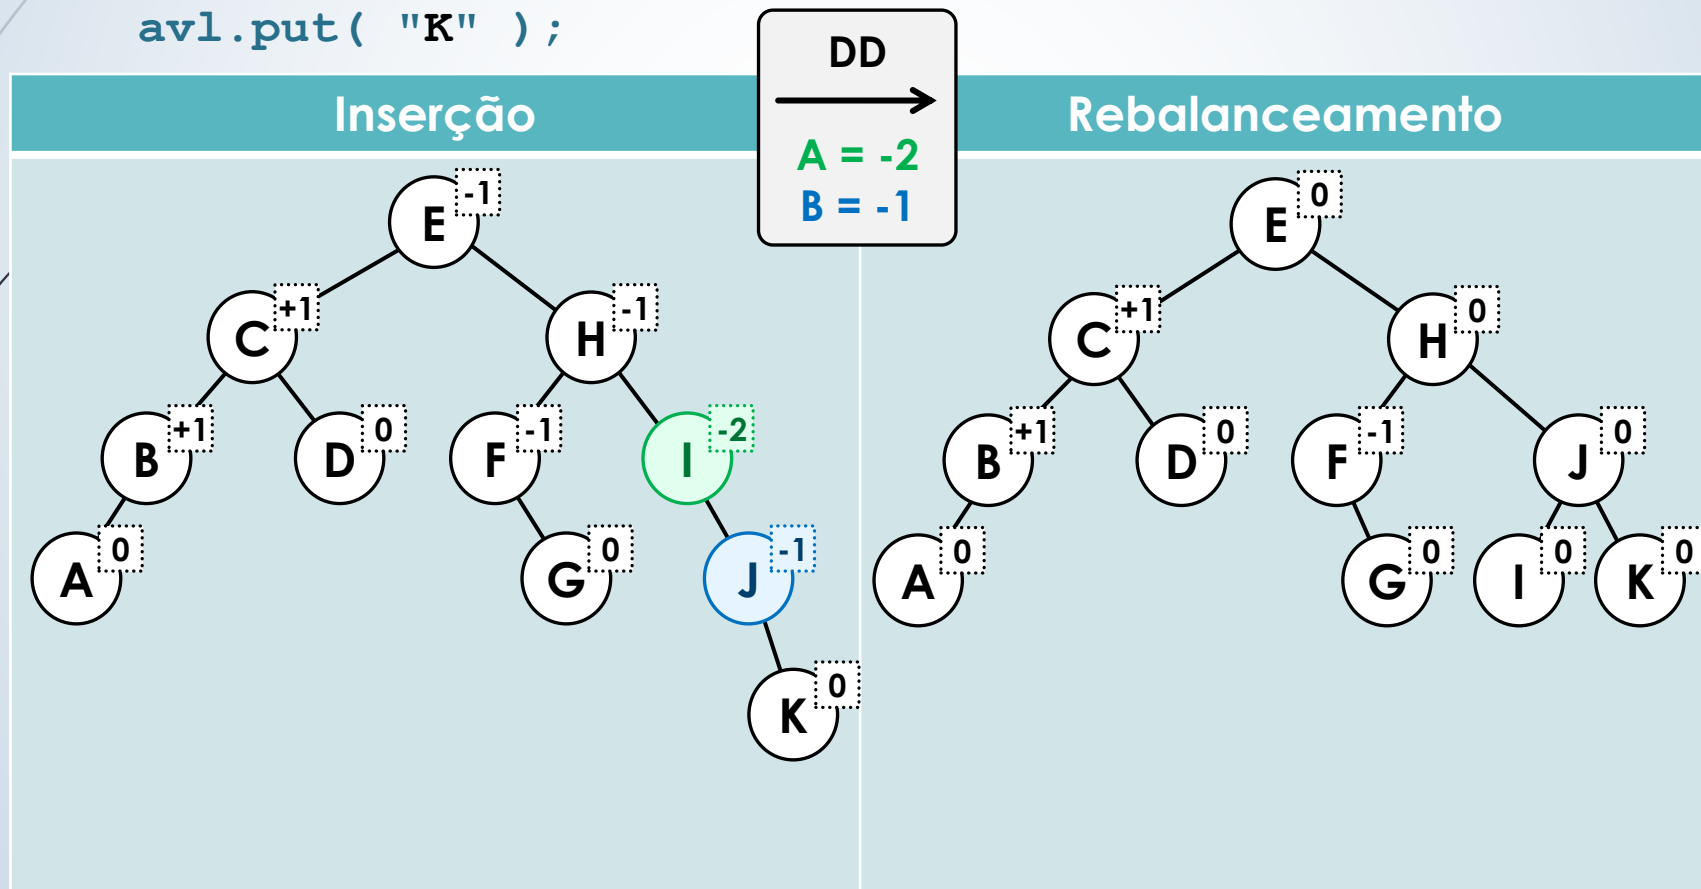 avl.put( "K" );
DD
A = -2
B = -1
Inserção
Rebalanceamento
E -1
C +1
H -1
B +1
D 0
F -1
I -2
A 0
G 0
J -1
K 0
E 0
C +1
H 0
B +1
D 0
F -1
J 0
A 0
G 0
I 0
K 0